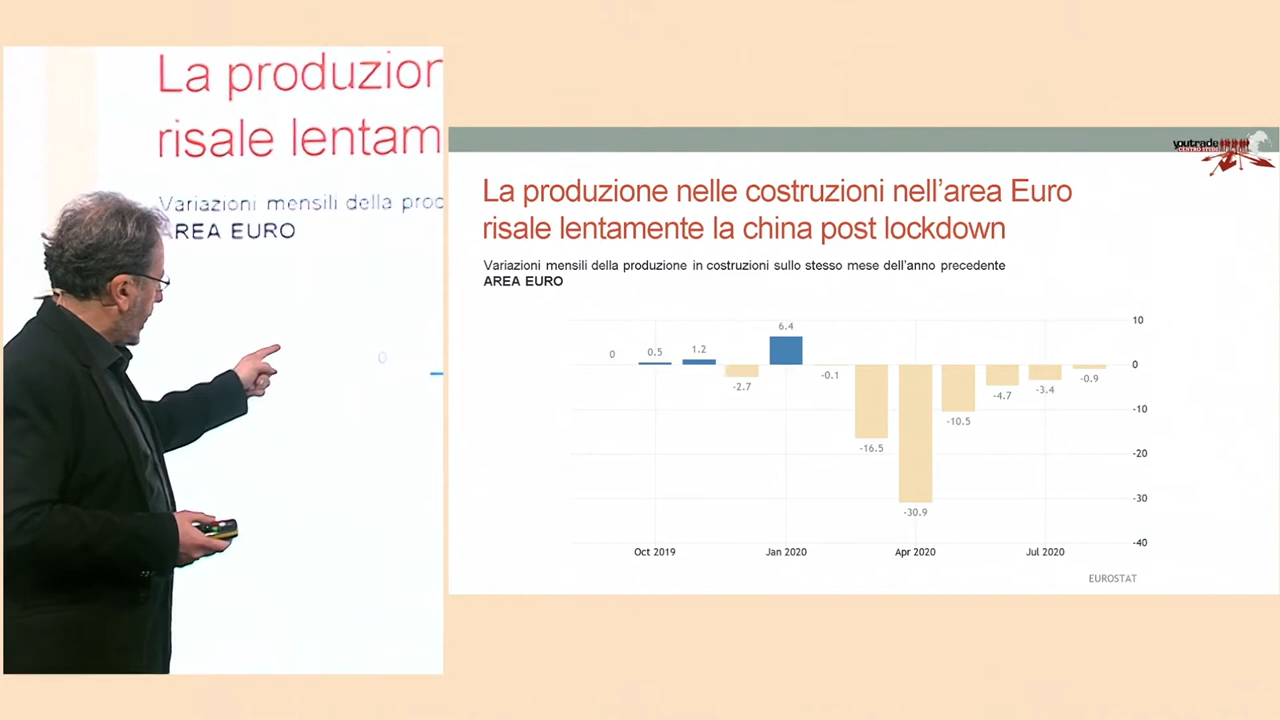 La produzion
risale lentam
Variazioni mensili della proc
AREA EURO
0
youtrade
CENTRO STUDI
La produzione nelle costruzioni nell'area Euro
risale lentamente la china post lockdown
Variazioni mensili della produzione in costruzioni sullo stesso mese dell'anno precedente
AREA EURO
0
0.5
1.2
-2.7
6.4
-0.1
-16.5
-30.9
-10.5
-4.7
-3.4
-0.9
10
0
-10
-20
-30
-40
Oct 2019
Jan 2020
Apr 2020
Jul 2020
EUROSTAT